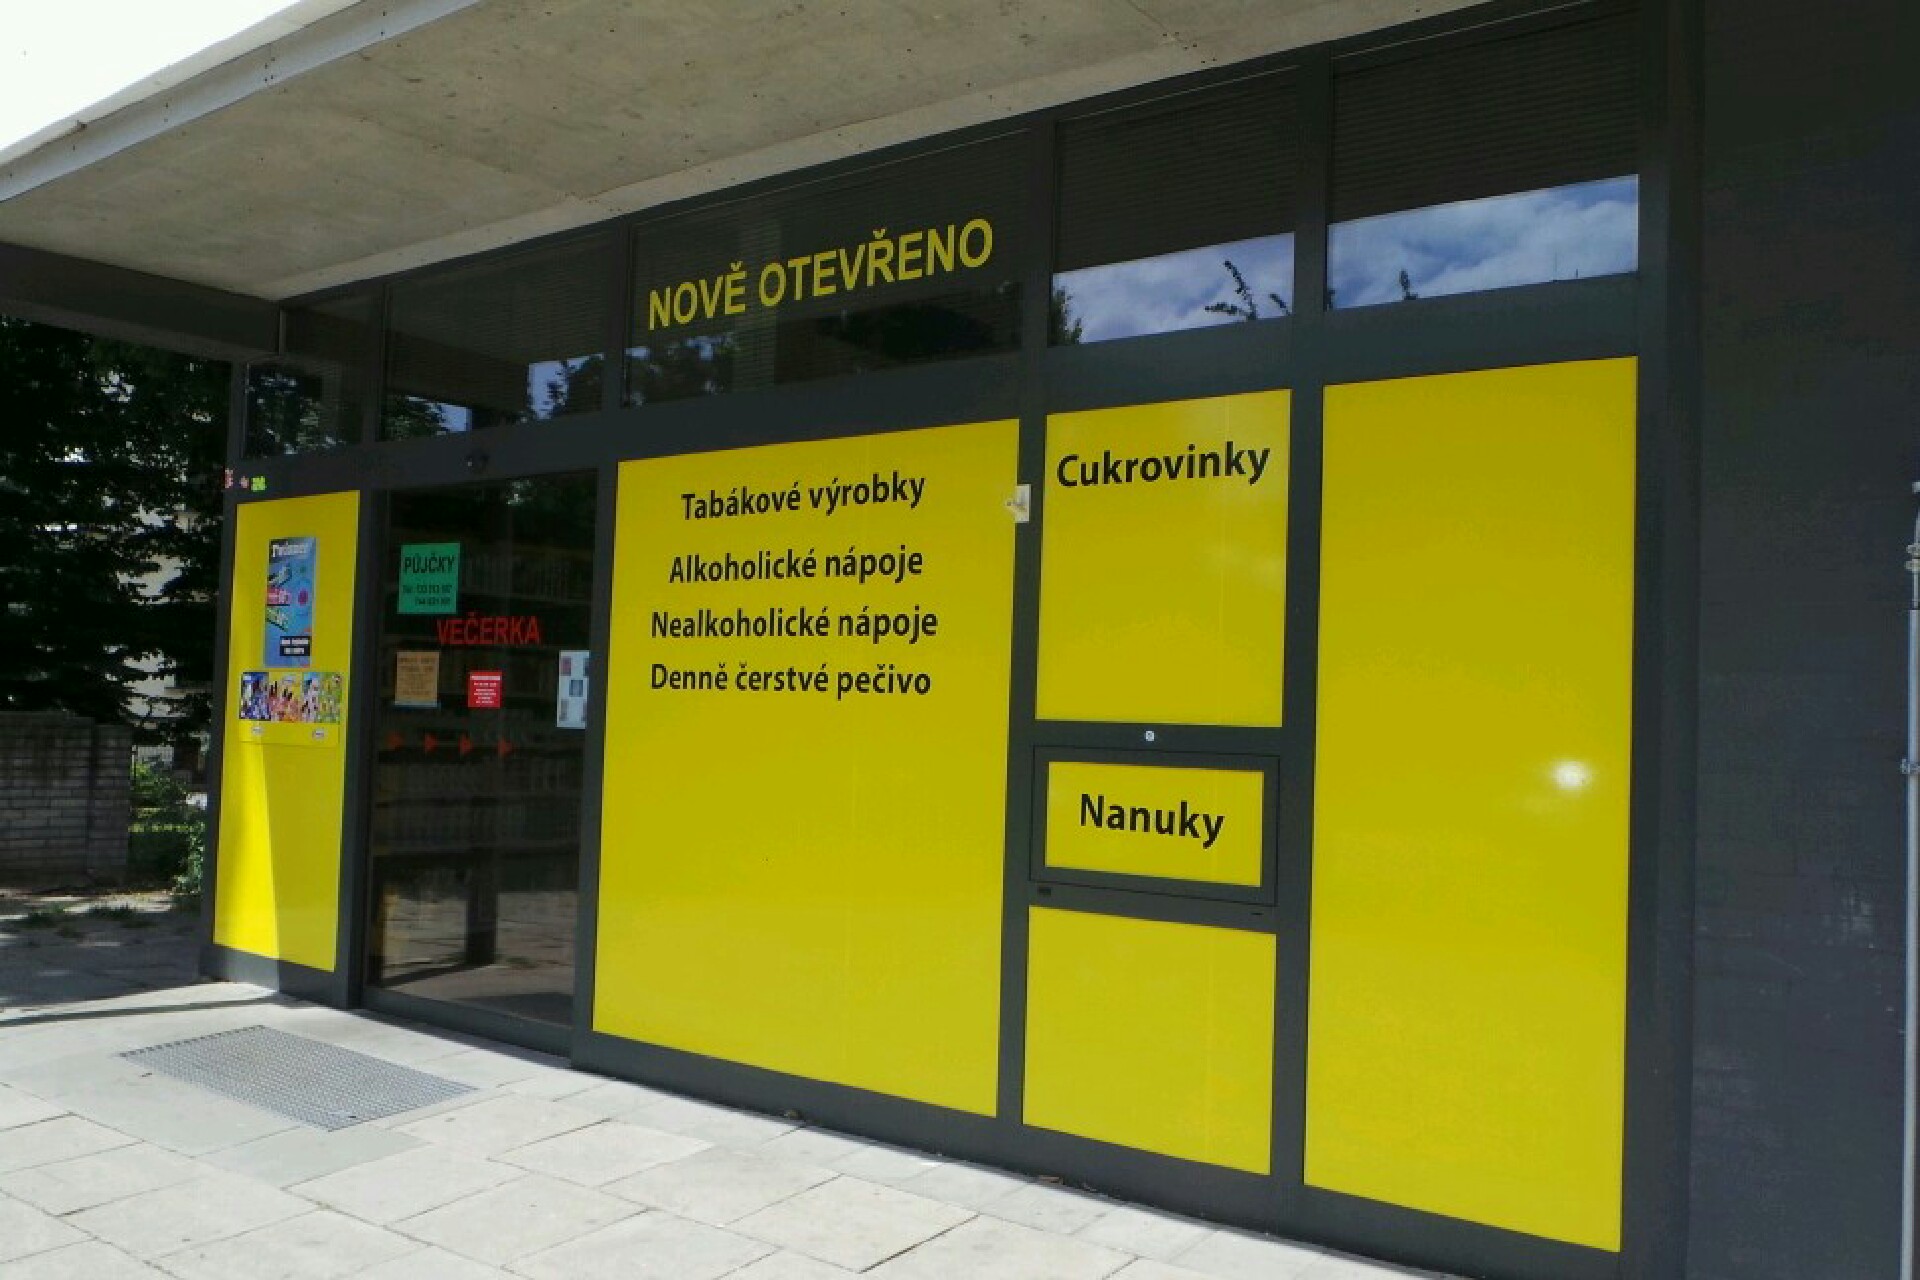 NOVĚ OTEVŘENO
Tabákové výrobky
Alkoholické nápoje
Nealkoholické nápoje
Denně čerstvé pečivo
Cukrovinky
Nanuky
PŮJČKY
VEČERKA